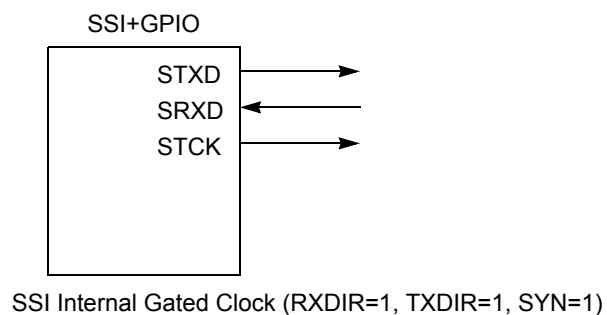 SSI+GPIO
STXD
SRXD
STCK
SSI Internal Gated Clock (RXDIR=1, TXDIR=1, SYN=1)